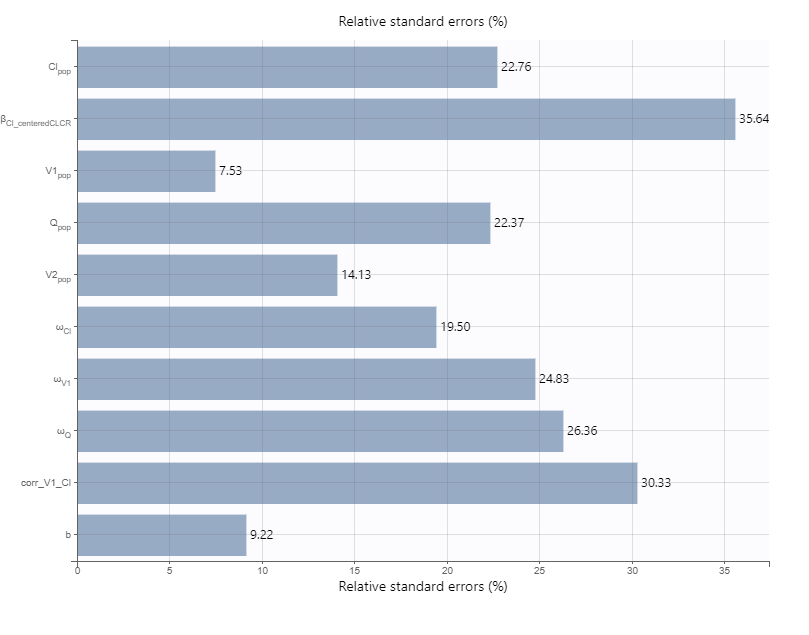 Relative standard errors (%)
Cl_pop 22.76
β_Cl_centeredCLCR 35.64
V1_pop 7.53
Q_pop 22.37
V2_pop 14.13
ω_Cl 19.50
ω_V1 24.83
ω_Q 26.36
corr_V1_Cl 30.33
b 9.22
0 5 10 15 20 25 30 35
Relative standard errors (%)